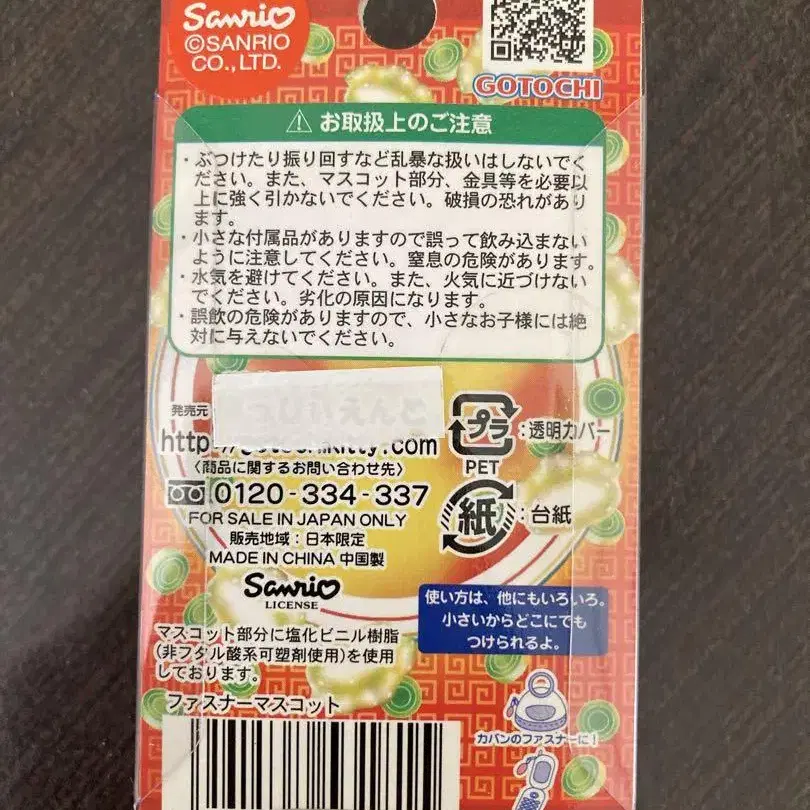 Sanrio
©SANRIO
CO.,LTD.
GOTOCHI
⚠ お取扱上のご注意
・ぶつけたり振り回すなど乱暴な扱いはしないでく
ださい。また、マスコット部分、金具等を必要以
上に強く引かないでください。破損の恐れがあり
ます。
・小さな付属品がありますので誤って飲み込まない
ように注意してください。窒息の危険があります。
・水気を避けてください。また、火気に近づけない
でください。劣化の原因になります。
・誤飲の危険がありますので、小さなお子様には絶
対に与えないでください。
発売元
http://gotochikitty.com
〈商品に関するお問い合わせ先〉
0120-334-337
FOR SALE IN JAPAN ONLY
販売地域：日本限定
MADE IN CHINA 中国製
Sanrio
LICENSE
マスコット部分に塩化ビニル樹脂
(非フタル酸系可塑剤使用)を使用
しております。
ファスナーマスコット
プラ：透明カバー
PET
紙：台紙
使い方は、他にもいろいろ。
小さいからどこにでも
つけられるよ。
カバンのファスナーに！